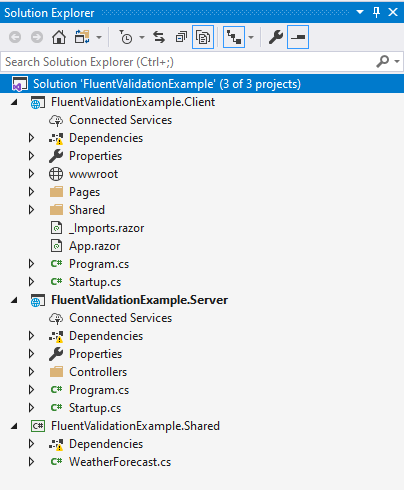 Solution Explorer
Search Solution Explorer (Ctrl+;)
Solution 'FluentValidationExample' (3 of 3 projects)
FluentValidationExample.Client
Connected Services
Dependencies
Properties
wwwroot
Pages
Shared
_Imports.razor
App.razor
C# Program.cs
C# Startup.cs
FluentValidationExample.Server
Connected Services
Dependencies
Properties
Controllers
C# Program.cs
C# Startup.cs
C# FluentValidationExample.Shared
Dependencies
C# WeatherForecast.cs